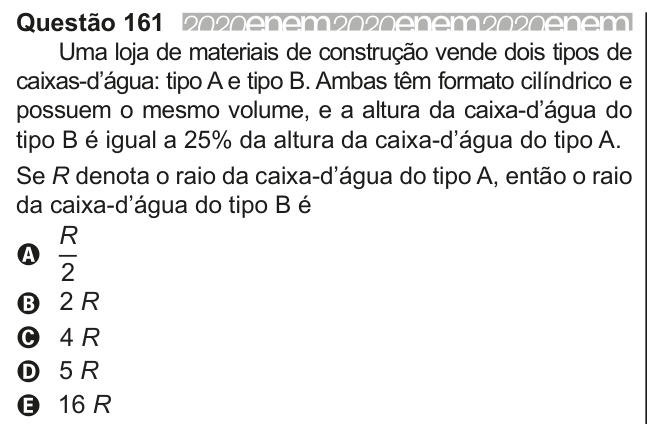 Questão 161 2020enem2020enem2020enem
Uma loja de materiais de construção vende dois tipos de
caixas-d'água: tipo A e tipo B. Ambas têm formato cilíndrico e
possuem o mesmo volume, e a altura da caixa-d'água do
tipo B é igual a 25% da altura da caixa-d'água do tipo A.
Se R denota o raio da caixa-d'água do tipo A, então o raio
da caixa-d'água do tipo B é
A R/2
B 2 R
C 4 R
D 5 R
E 16 R